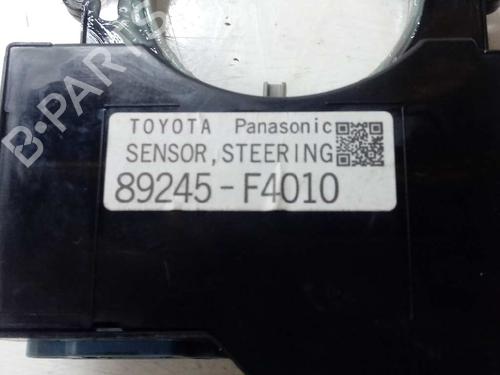 B-PARTS
TOYOTA Panasonic
SENSOR, STEERING
89245-F4010